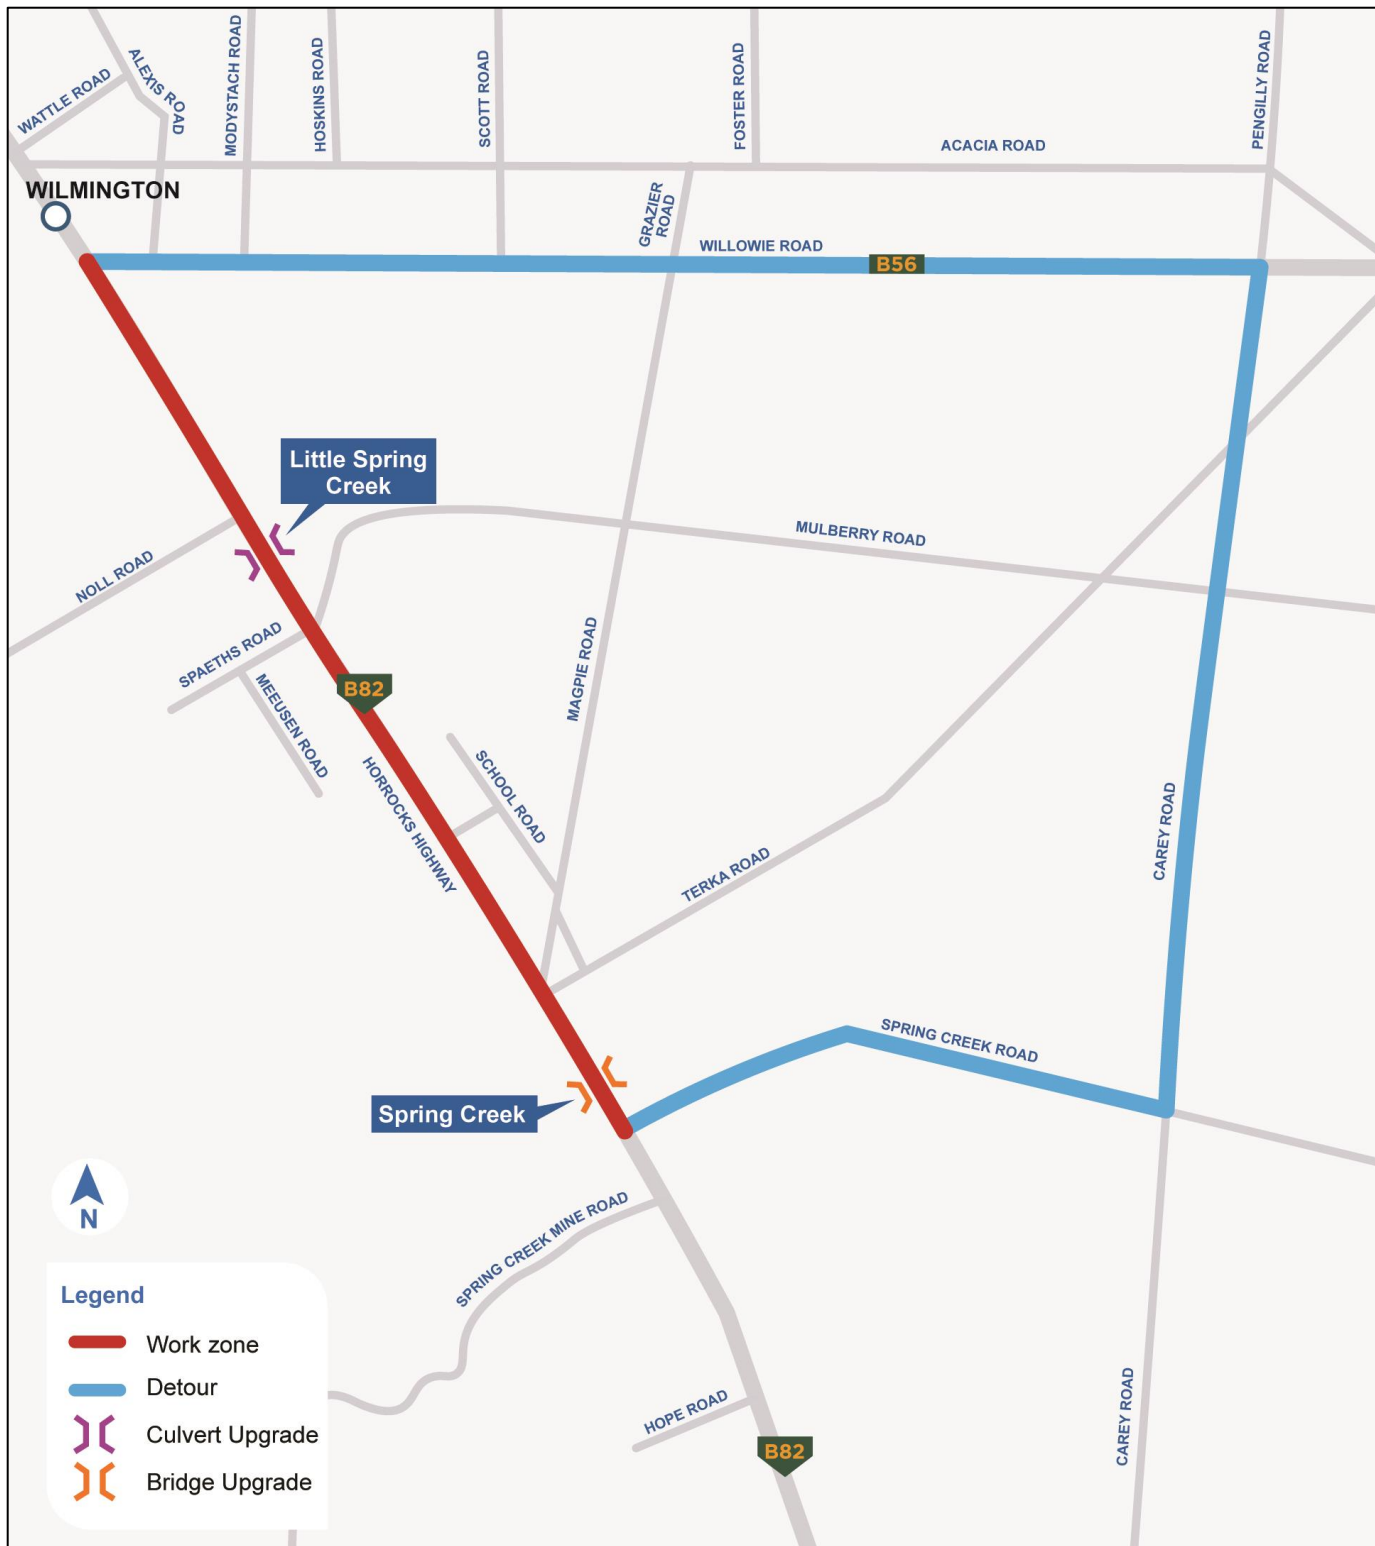 WATTLE ROAD
ALEXIS ROAD
MODYSTACH ROAD
HOSKINS ROAD
SCOTT ROAD
FOSTER ROAD
PENGILLY ROAD
ACACIA ROAD
WILMINGTON
GRAZIER
ROAD
WILLOWIE ROAD
B56
Little Spring
Creek
MULBERRY ROAD
NOLL ROAD
SPAETHS ROAD
MEEUSEN ROAD
B82
MAGPIE ROAD
HORROCKS HIGHWAY
SCHOOL ROAD
TERKA ROAD
CAREY ROAD
SPRING CREEK ROAD
Spring Creek
N
SPRING CREEK MINE ROAD
HOPE ROAD
CAREY ROAD
B82
Legend
Work zone
Detour
Culvert Upgrade
Bridge Upgrade